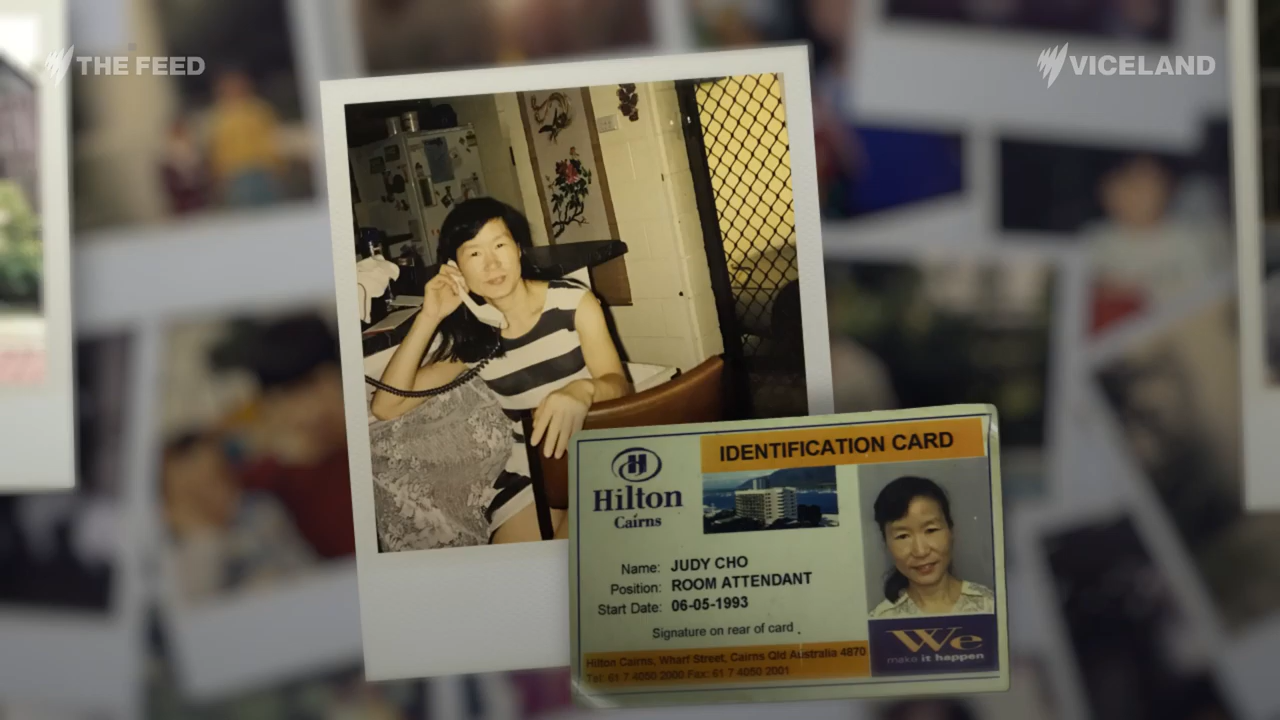 THE FEED
VICELAND
IDENTIFICATION CARD
Hilton
Cairns
Name: JUDY CHO
Position: ROOM ATTENDANT
Start Date: 06-05-1993
Signature on rear of card
We
make it happen
Hilton Cairns, Wharf Street, Cairns Qld Australia 4870
Tel: 61 7 4050 2000 Fax: 61 7 4050 2001